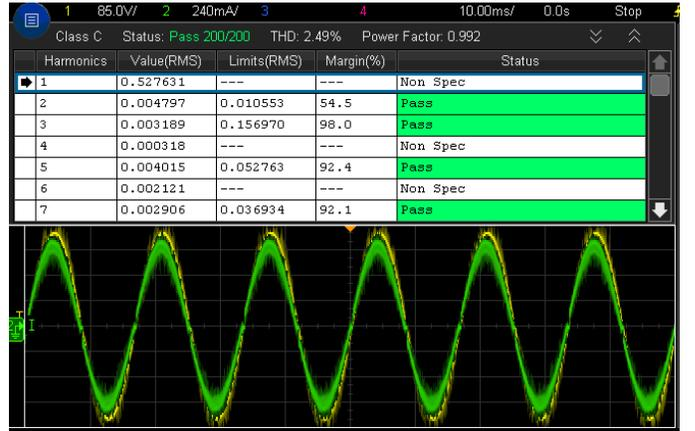 1 85.0V/ 2 240mA/ 3 4 10.00ms/ 0.0s Stop
Class C Status: Pass 200/200 THD: 2.49% Power Factor: 0.992
Harmonics Value(RMS) Limits(RMS) Margin(%) Status
1 0.527631 --- --- Non Spec
2 0.004797 0.010553 54.5 Pass
3 0.003189 0.156970 98.0 Pass
4 0.000318 --- --- Non Spec
5 0.004015 0.052763 92.4 Pass
6 0.002121 --- --- Non Spec
7 0.002906 0.036934 92.1 Pass